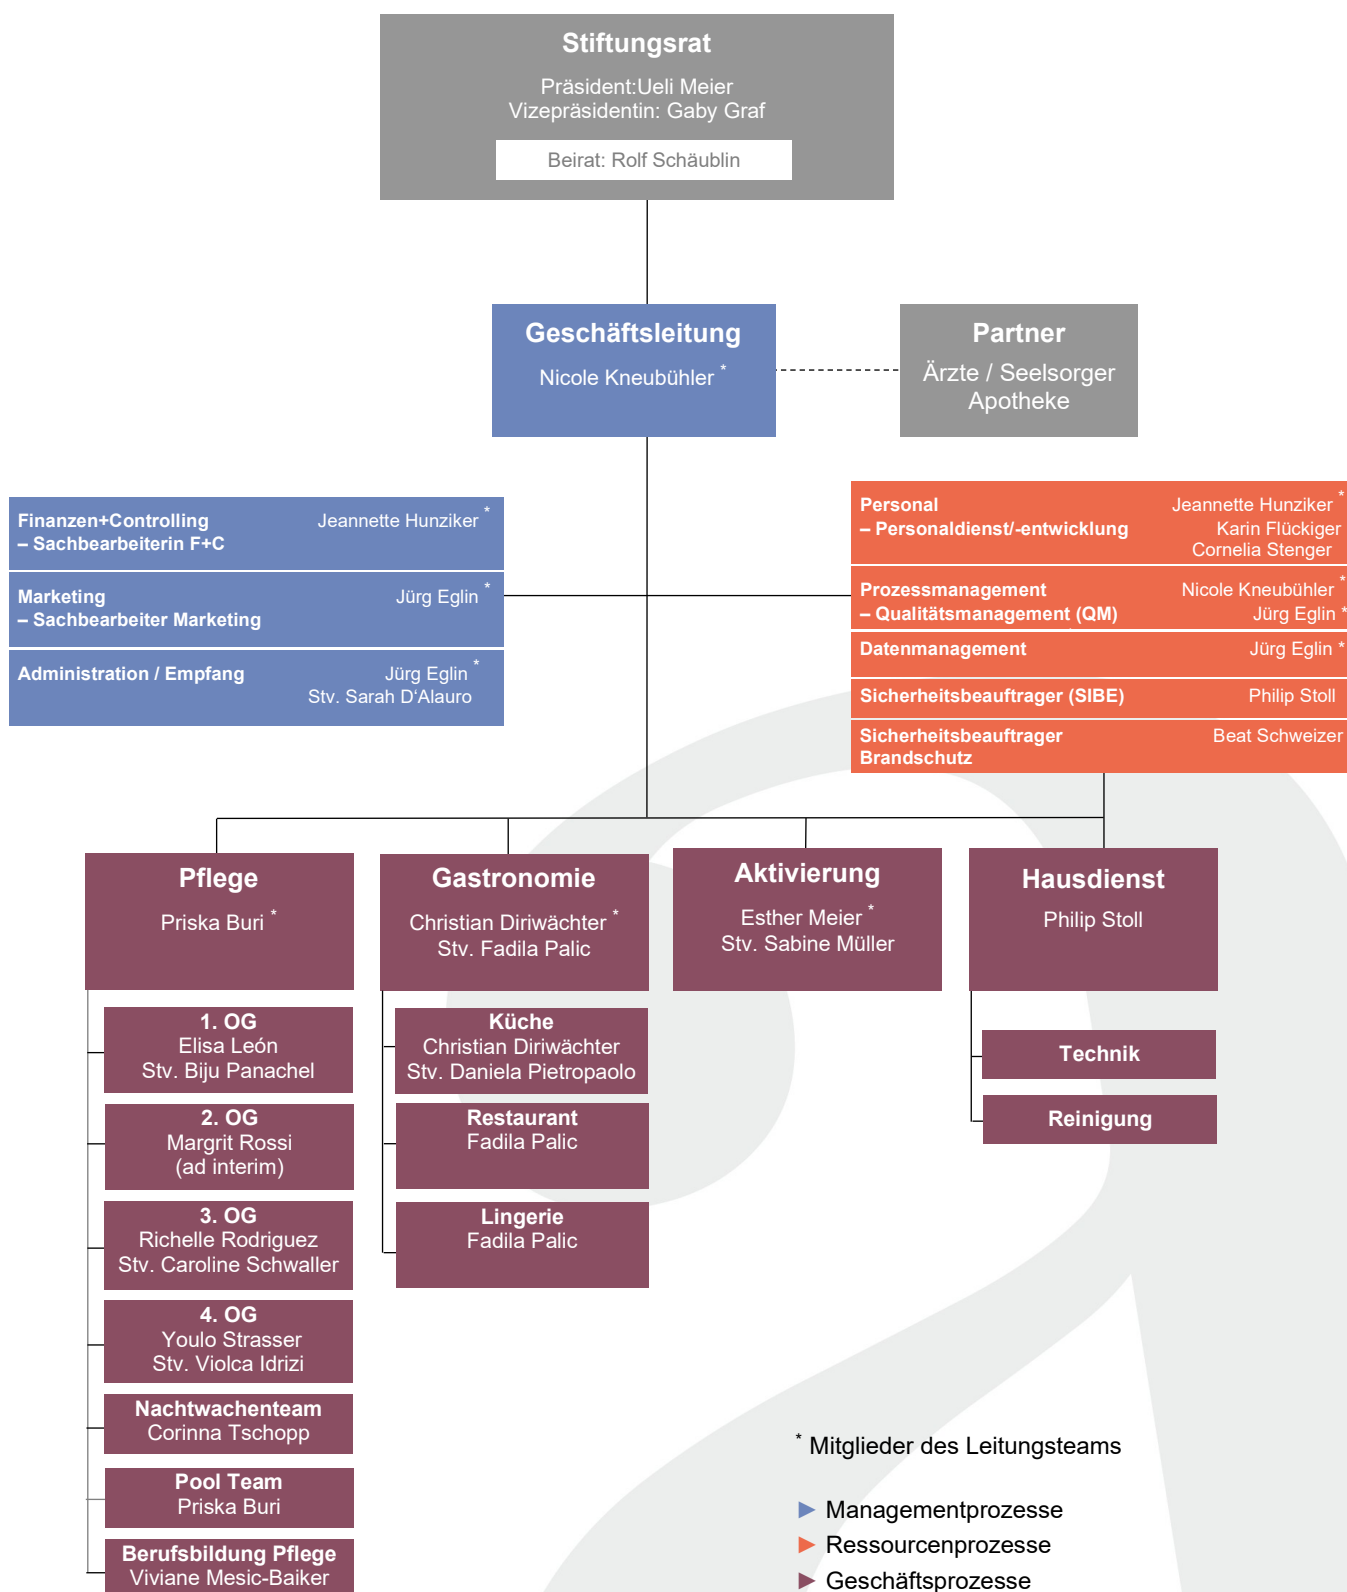 Stiftungsrat
Präsident:Ueli Meier
Vizepräsidentin: Gaby Graf
Beirat: Rolf Schäublin
Geschäftsleitung
Nicole Kneubühler *
Partner
Ärzte / Seelsorger
Apotheke
Finanzen+Controlling Jeannette Hunziker *
– Sachbearbeiterin F+C
Marketing Jürg Eglin *
– Sachbearbeiter Marketing
Administration / Empfang Jürg Eglin *
Stv. Sarah D‘Alauro
Personal Jeannette Hunziker *
– Personaldienst/-entwicklung Karin Flückiger
Cornelia Stenger
Prozessmanagement Nicole Kneubühler *
– Qualitätsmanagement (QM) Jürg Eglin *
Datenmanagement Jürg Eglin *
Sicherheitsbeauftrager (SIBE) Philip Stoll
Sicherheitsbeauftrager Beat Schweizer
Brandschutz
Pflege
Priska Buri *
Gastronomie
Christian Diriwächter *
Stv. Fadila Palic
Aktivierung
Esther Meier *
Stv. Sabine Müller
Hausdienst
Philip Stoll
1. OG
Elisa León
Stv. Biju Panachel
2. OG
Margrit Rossi
(ad interim)
3. OG
Richelle Rodriguez
Stv. Caroline Schwaller
4. OG
Youlo Strasser
Stv. Violca Idrizi
Nachtwachenteam
Corinna Tschopp
Pool Team
Priska Buri
Berufsbildung Pflege
Viviane Mesic-Baiker
Küche
Christian Diriwächter
Stv. Daniela Pietropaolo
Restaurant
Fadila Palic
Lingerie
Fadila Palic
Technik
Reinigung
* Mitglieder des Leitungsteams
► Managementprozesse
► Ressourcenprozesse
► Geschäftsprozesse